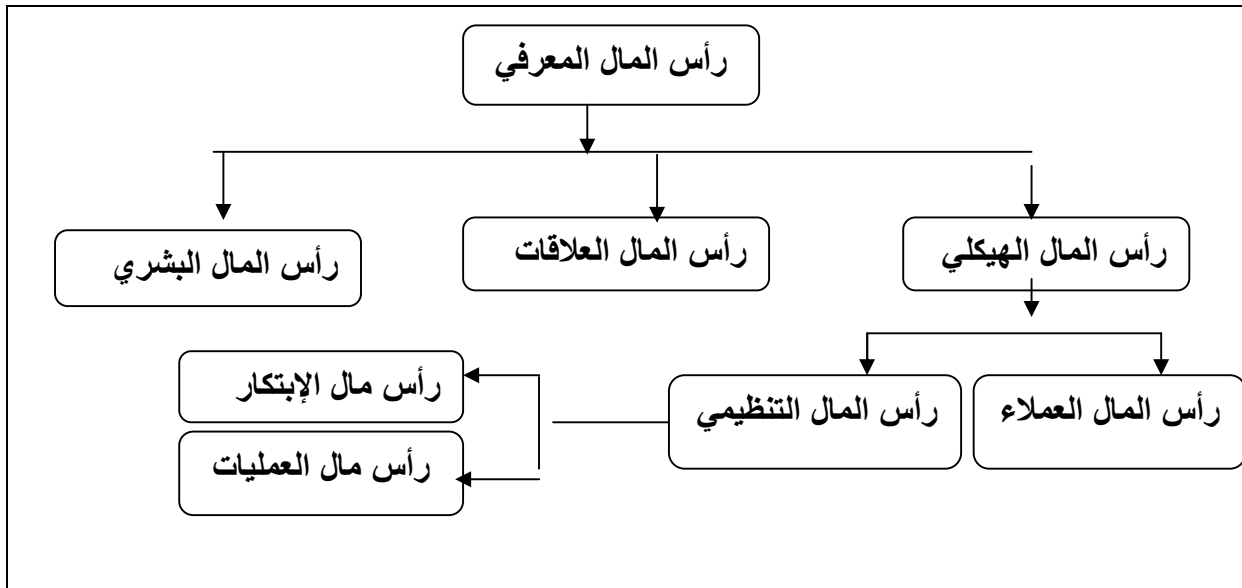 رأس المال المعرفي
رأس المال الهيكلي
رأس المال العلاقات
رأس المال البشري
رأس المال العملاء
رأس المال التنظيمي
رأس مال الإبتكار
رأس مال العمليات